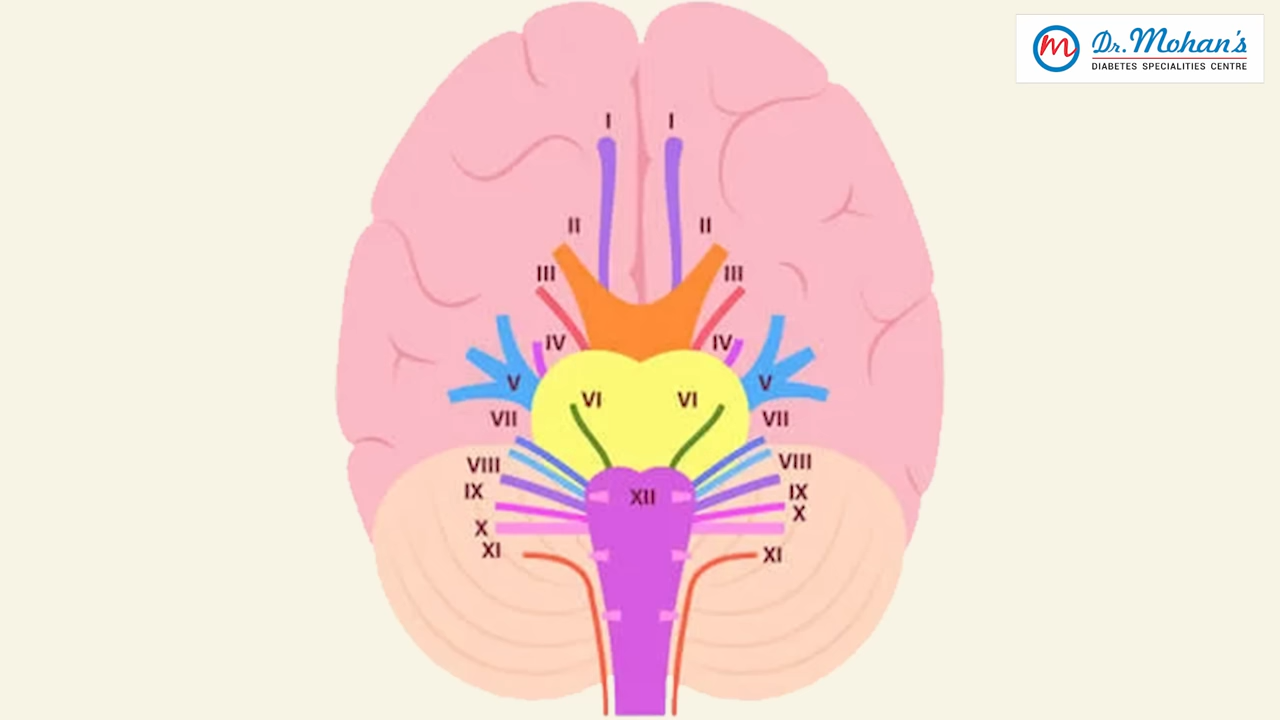 Dr. Mohan's
DIABETES SPECIALITIES CENTRE
I I
II II
III III
IV IV
V V
VI VI
VII VII
VIII VIII
IX IX
XII
X X
XI XI